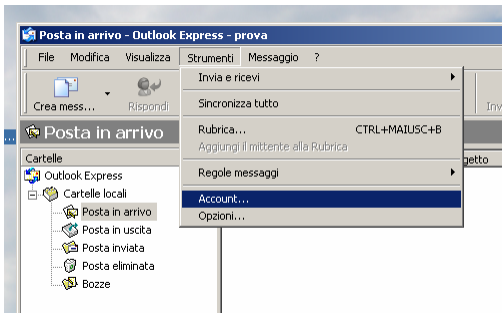 Posta in arrivo - Outlook Express - prova
File Modifica Visualizza Strumenti Messaggio ?
Crea mess... Rispondi
Invia e ricevi
Sincronizza tutto
Rubrica... CTRL+MAIUSC+B
Aggiungi il mittente alla Rubrica
Regole messaggi
Account...
Opzioni...
Inv
Posta in arrivo
Cartelle
getto
Outlook Express
Cartelle locali
Posta in arrivo
Posta in uscita
Posta inviata
Posta eliminata
Bozze